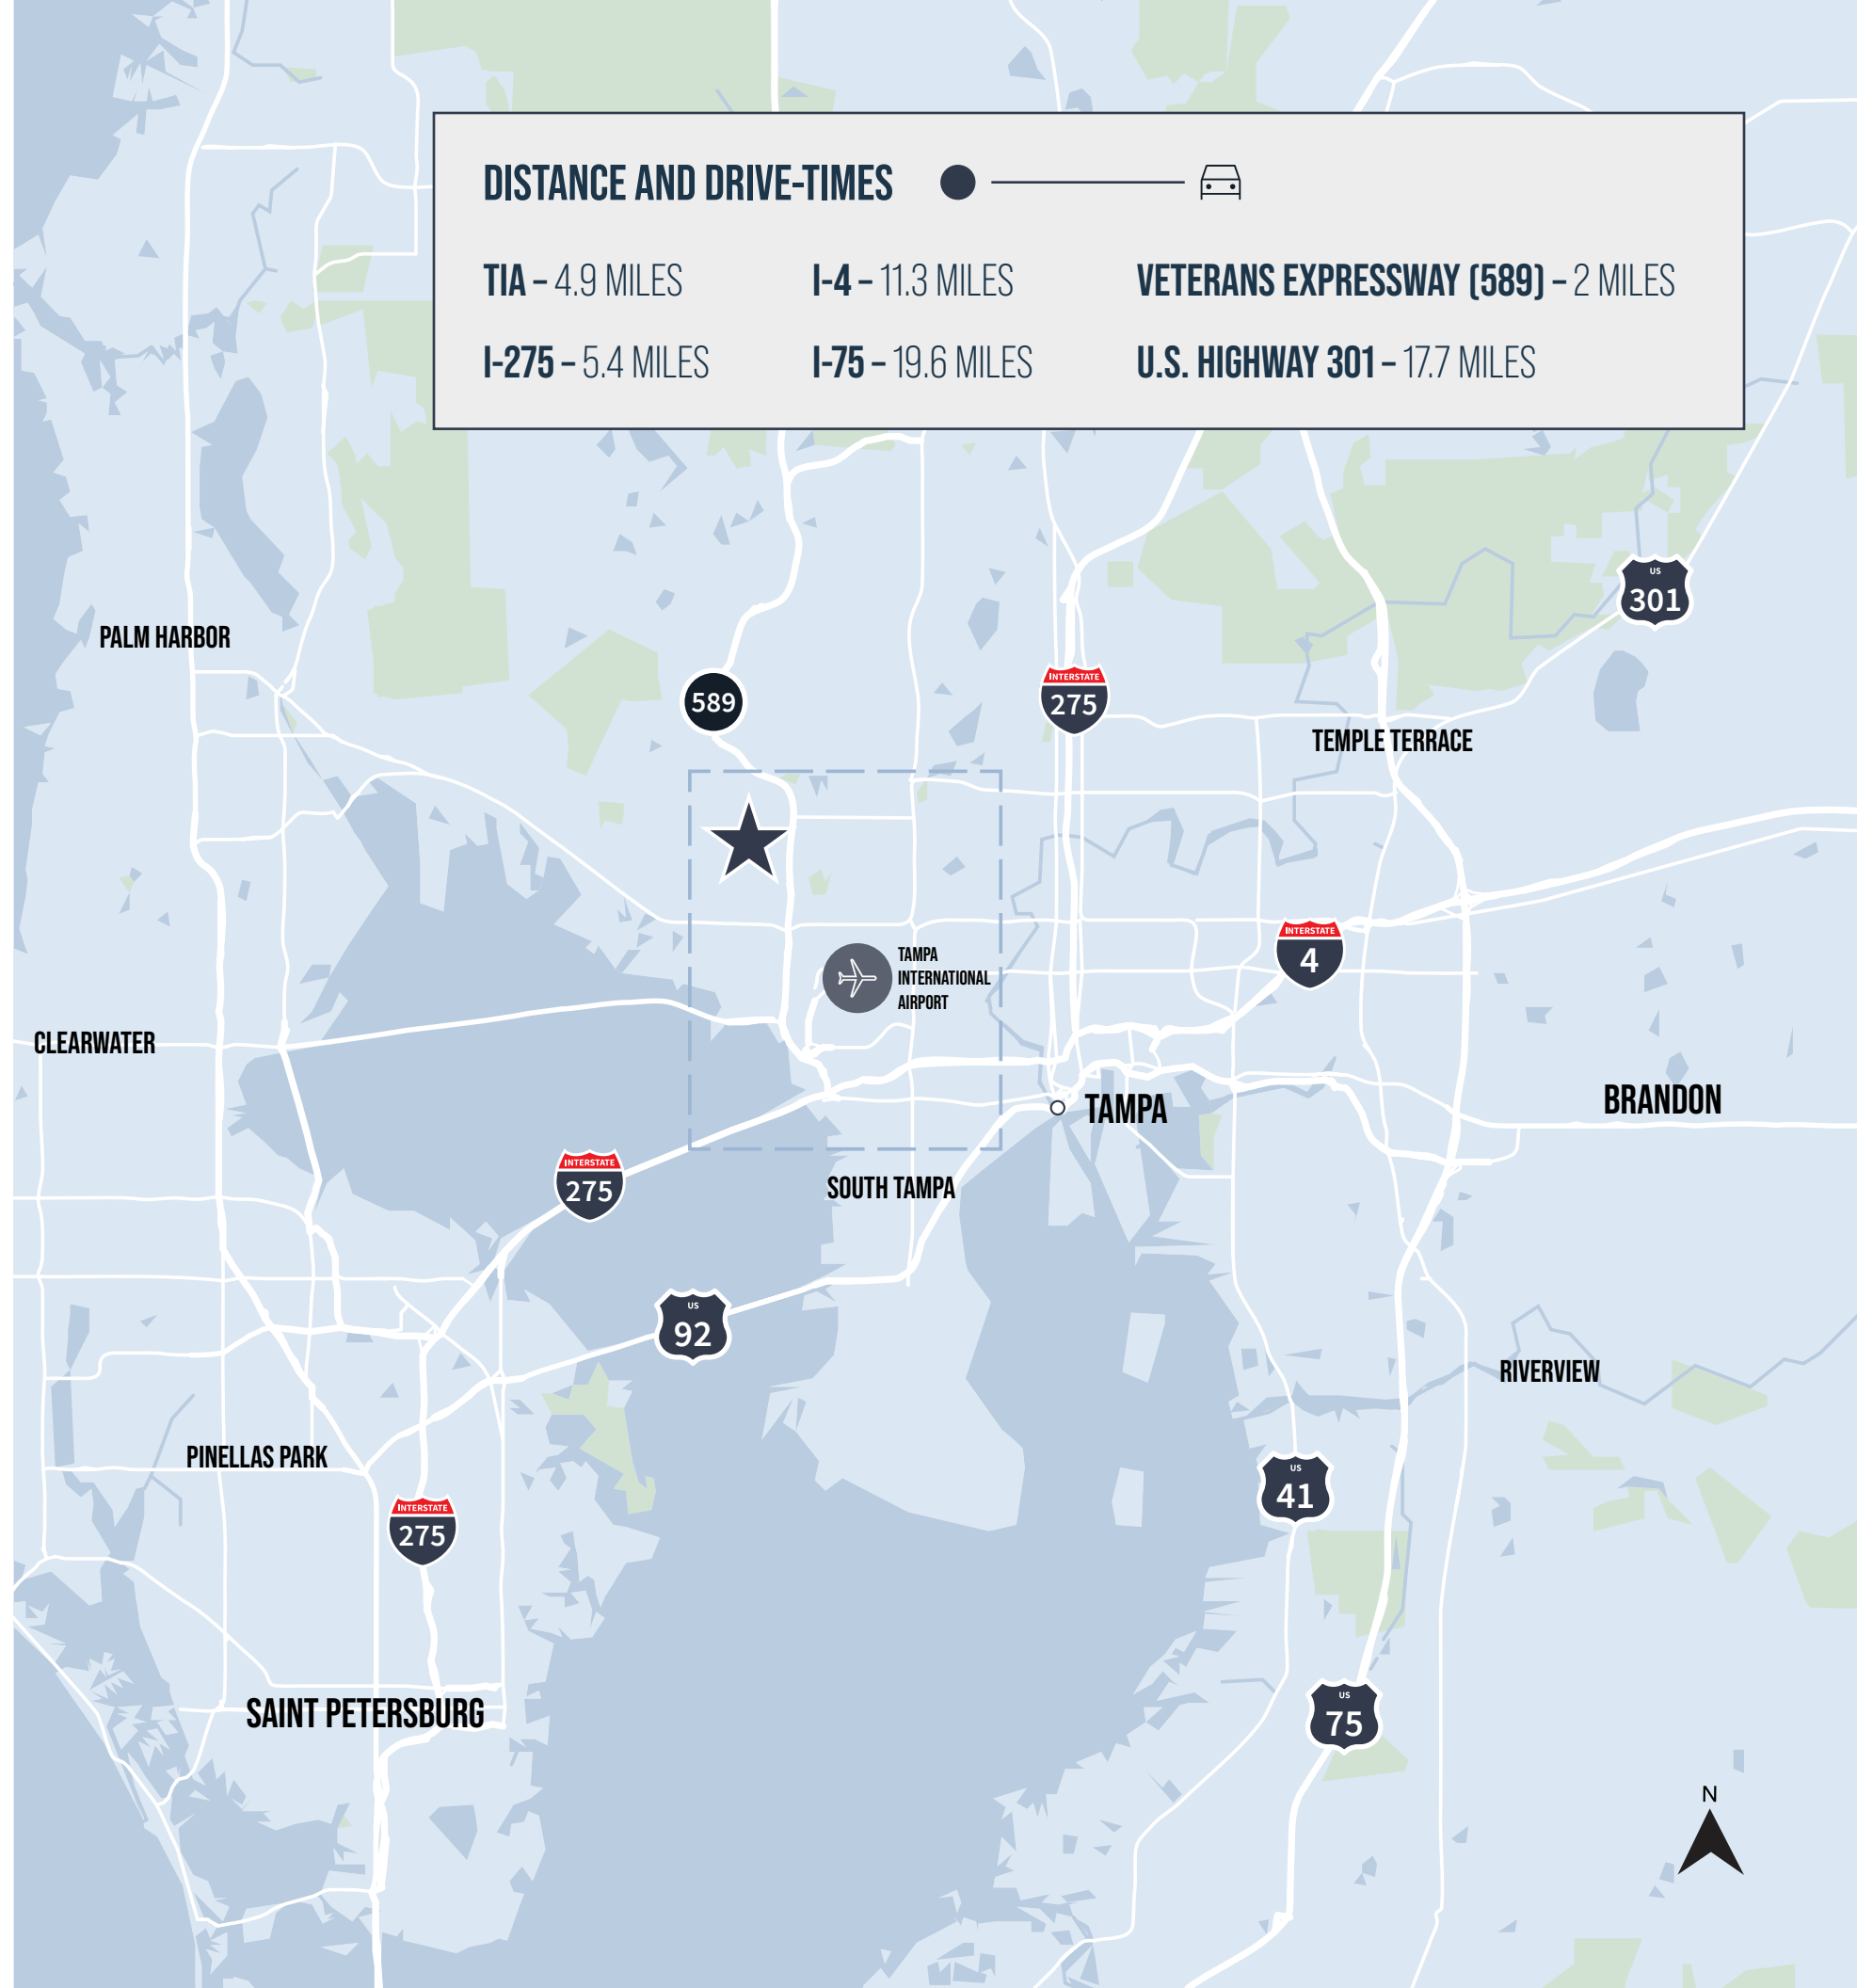 DISTANCE AND DRIVE-TIMES
TIA – 4.9 MILES
I-4 – 11.3 MILES
VETERANS EXPRESSWAY (589) – 2 MILES
I-275 – 5.4 MILES
I-75 – 19.6 MILES
U.S. HIGHWAY 301 – 17.7 MILES
US
301
PALM HARBOR
589
INTERSTATE
275
TEMPLE TERRACE
INTERSTATE
4
TAMPA
INTERNATIONAL
AIRPORT
CLEARWATER
TAMPA
BRANDON
INTERSTATE
275
SOUTH TAMPA
US
92
RIVERVIEW
PINELLAS PARK
US
41
INTERSTATE
275
SAINT PETERSBURG
US
75
N